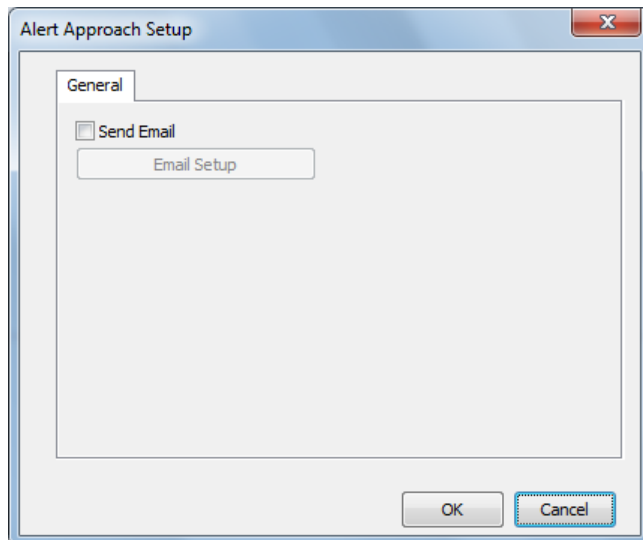 Alert Approach Setup
General
Send Email
Email Setup
OK Cancel